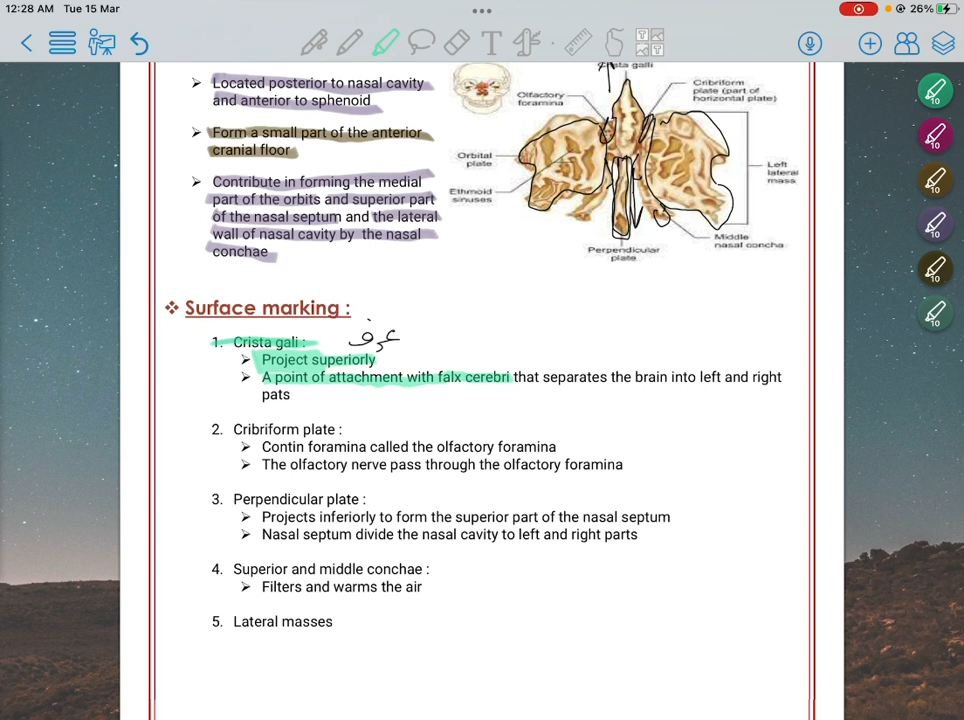 12:28 AM Tue 15 Mar
26%
T
10
10
10
10
10
10
➢ Located posterior to nasal cavity
and anterior to sphenoid
➢ Form a small part of the anterior
cranial floor
➢ Contribute in forming the medial
part of the orbits and superior part
of the nasal septum and the lateral
wall of nasal cavity by the nasal
conchae
sta galli
Olfactory
foramina
Cribriform
plate (part of
horizontal plate)
Orbital
plate
Left
lateral
mass
Ethmoid
sinuses
Middle
nasal concha
Perpendicular
plate
❖ Surface marking :
1. Crista gali :
عرف
➢ Project superiorly
➢ A point of attachment with falx cerebri that separates the brain into left and right
pats
2. Cribriform plate :
➢ Contin foramina called the olfactory foramina
➢ The olfactory nerve pass through the olfactory foramina
3. Perpendicular plate :
➢ Projects inferiorly to form the superior part of the nasal septum
➢ Nasal septum divide the nasal cavity to left and right parts
4. Superior and middle conchae :
➢ Filters and warms the air
5. Lateral masses